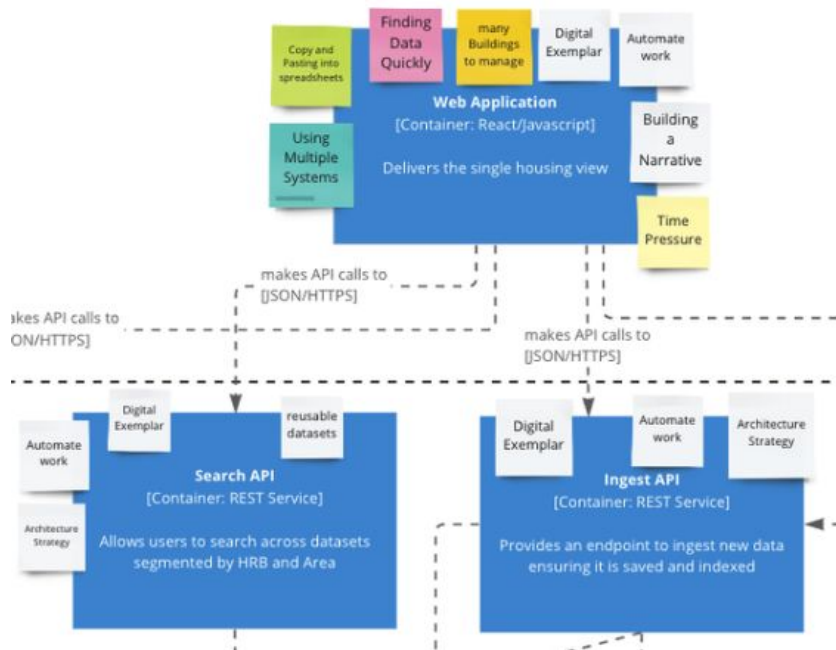 Copy and
Pasting into
spreadsheets
Finding
Data
Quickly
many
Buildings
to manage
Digital
Exemplar
Automate
work
Using
Multiple
Systems
Web Application
[Container: React/Javascript]
Delivers the single housing view
Building
a
Narrative
Time
Pressure
makes API calls to
[JSON/HTTPS]
akes API calls to
ON/HTTPS]
makes API calls to
[JSON/HTTPS]
Automate
work
Digital
Exemplar
reusable
datasets
Architecture
Strategy
Search API
[Container: REST Service]
Allows users to search across datasets
segmented by HRB and Area
Digital
Exemplar
Automate
work
Architecture
Strategy
Ingest API
[Container: REST Service]
Provides an endpoint to ingest new data
ensuring it is saved and indexed